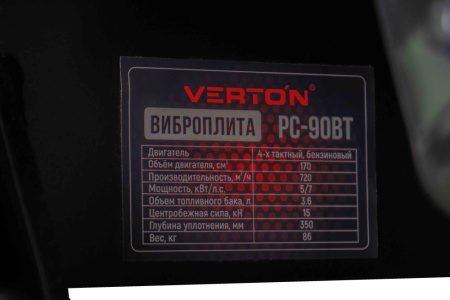 VERTON®
ВИБРОПЛИТА PC-90BT
Двигатель 4-х тактный, бензиновый
Объём двигателя, см³ 170
Производительность, м²/ч 720
Мощность, кВт/л.с. 5/7
Объем топливного бака, л 3.6
Центробежная сила, кН 15
Глубина уплотнения, мм 350
Вес, кг 86